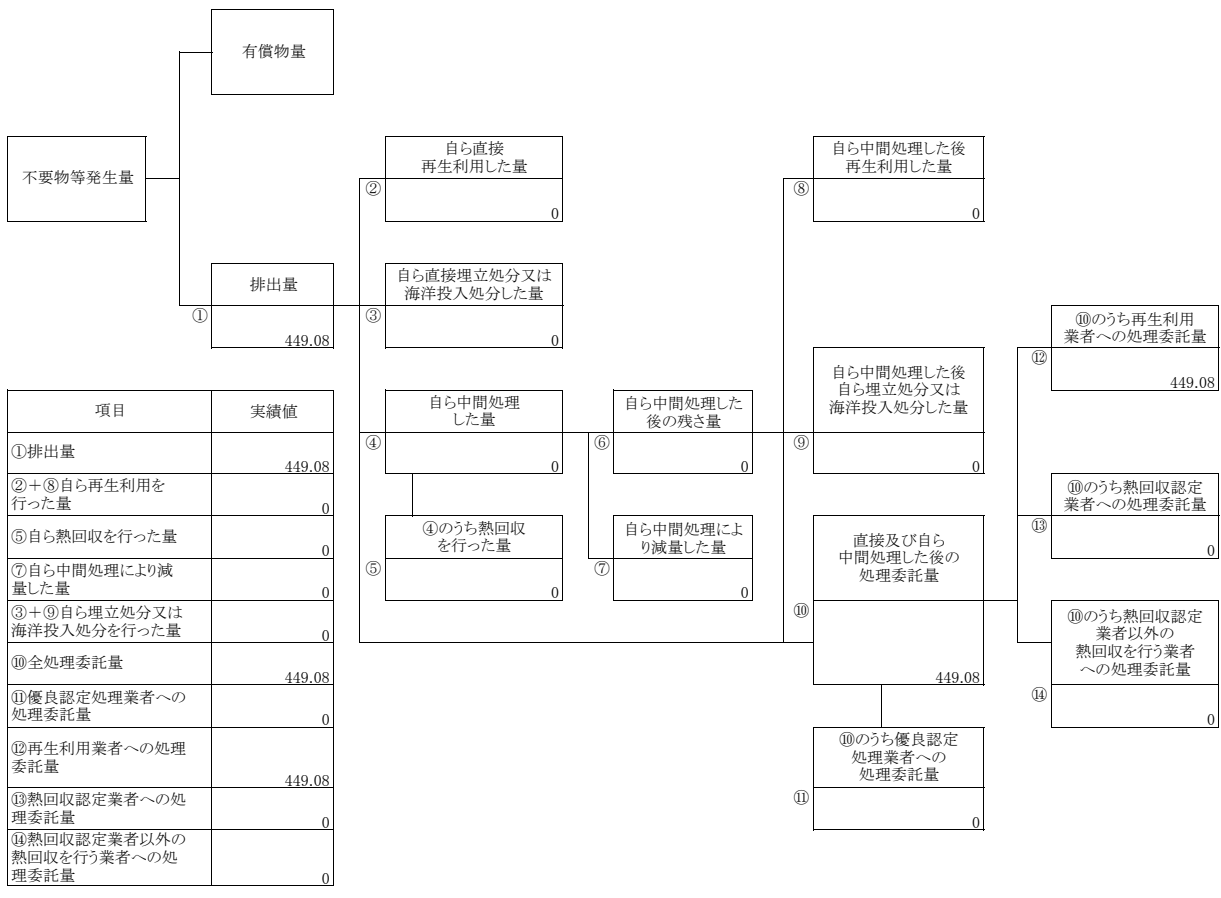 有償物量
不要物等発生量
排出量
①
449.08
自ら直接
再生利用した量
②
0
自ら直接埋立処分又は
海洋投入処分した量
③
0
自ら中間処理
した量
④
0
④のうち熱回収
を行った量
⑤
0
自ら中間処理した
後の残さ量
⑥
0
自ら中間処理によ
り減量した量
⑦
0
自ら中間処理した後
再生利用した量
⑧
0
自ら中間処理した後
自ら埋立処分又は
海洋投入処分した量
⑨
0
直接及び自ら
中間処理した後の
処理委託量
⑩
449.08
⑩のうち優良認定
処理業者への
処理委託量
⑪
0
⑩のうち再生利用
業者への処理委託量
⑫
449.08
⑩のうち熱回収認定
業者への処理委託量
⑬
0
⑩のうち熱回収認定
業者以外の
熱回収を行う業者
への処理委託量
⑭
0
項目 実績値
①排出量
449.08
②＋⑧自ら再生利用を
行った量
0
⑤自ら熱回収を行った量
0
⑦自ら中間処理により減
量した量
0
③＋⑨自ら埋立処分又は
海洋投入処分を行った量
0
⑩全処理委託量
449.08
⑪優良認定処理業者への
処理委託量
0
⑫再生利用業者への処理
委託量
449.08
⑬熱回収認定業者への処
理委託量
0
⑭熱回収認定業者以外の
熱回収を行う業者への処
理委託量
0